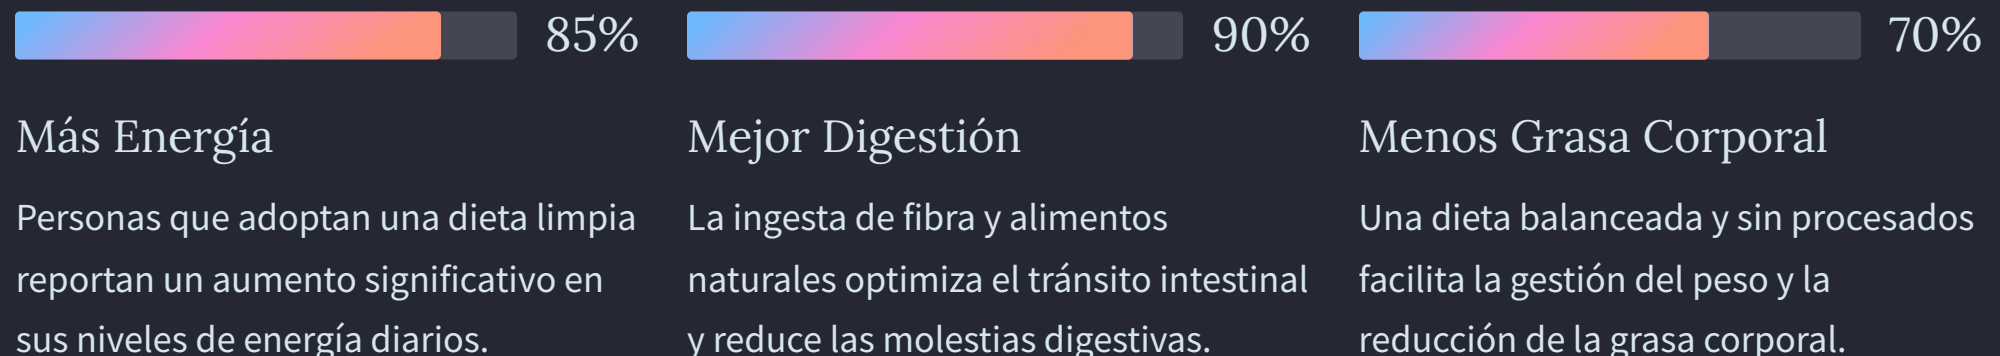 85%
Más Energía
Personas que adoptan una dieta limpia
reportan un aumento significativo en
sus niveles de energía diarios.
90%
Mejor Digestión
La ingesta de fibra y alimentos
naturales optimiza el tránsito intestinal
y reduce las molestias digestivas.
70%
Menos Grasa Corporal
Una dieta balanceada y sin procesados
facilita la gestión del peso y la
reducción de la grasa corporal.